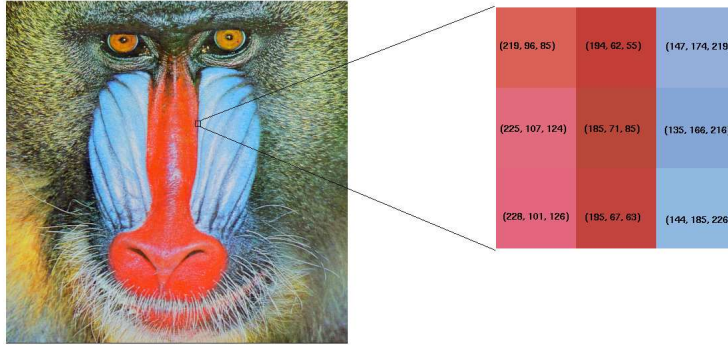 (219, 96, 85) (194, 62, 55) (147, 174, 219
(225, 107, 124) (185, 71, 85) (135, 166, 216
(228, 101, 126) (195, 67, 63) (144, 185, 226